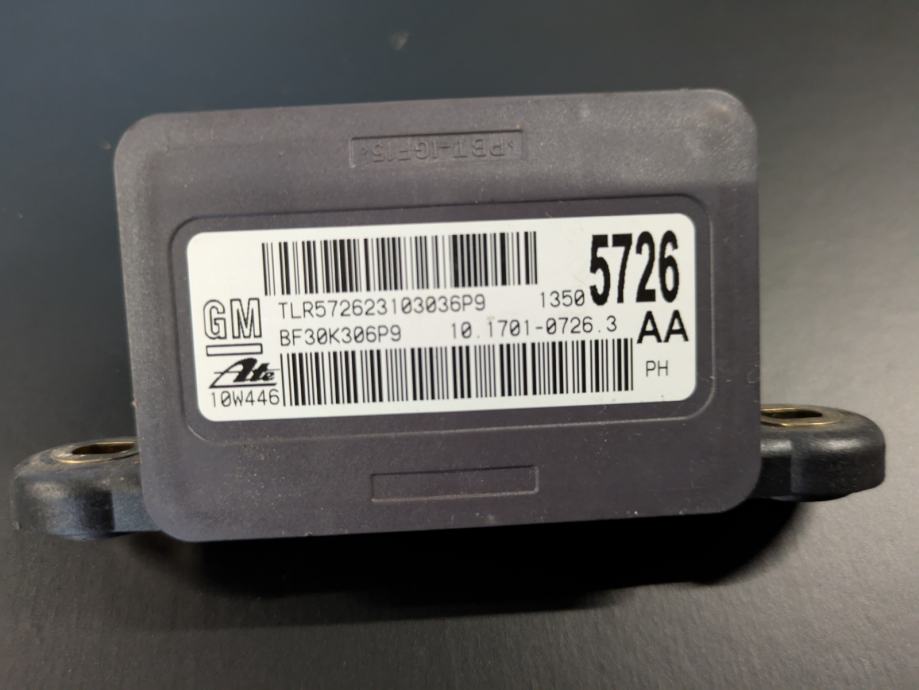 >PBT-IGF15<
5726
GM
TLR572623103036P9 1350
BF30K306P9 10.1701-0726.3 AA
Ate
10W446
PH